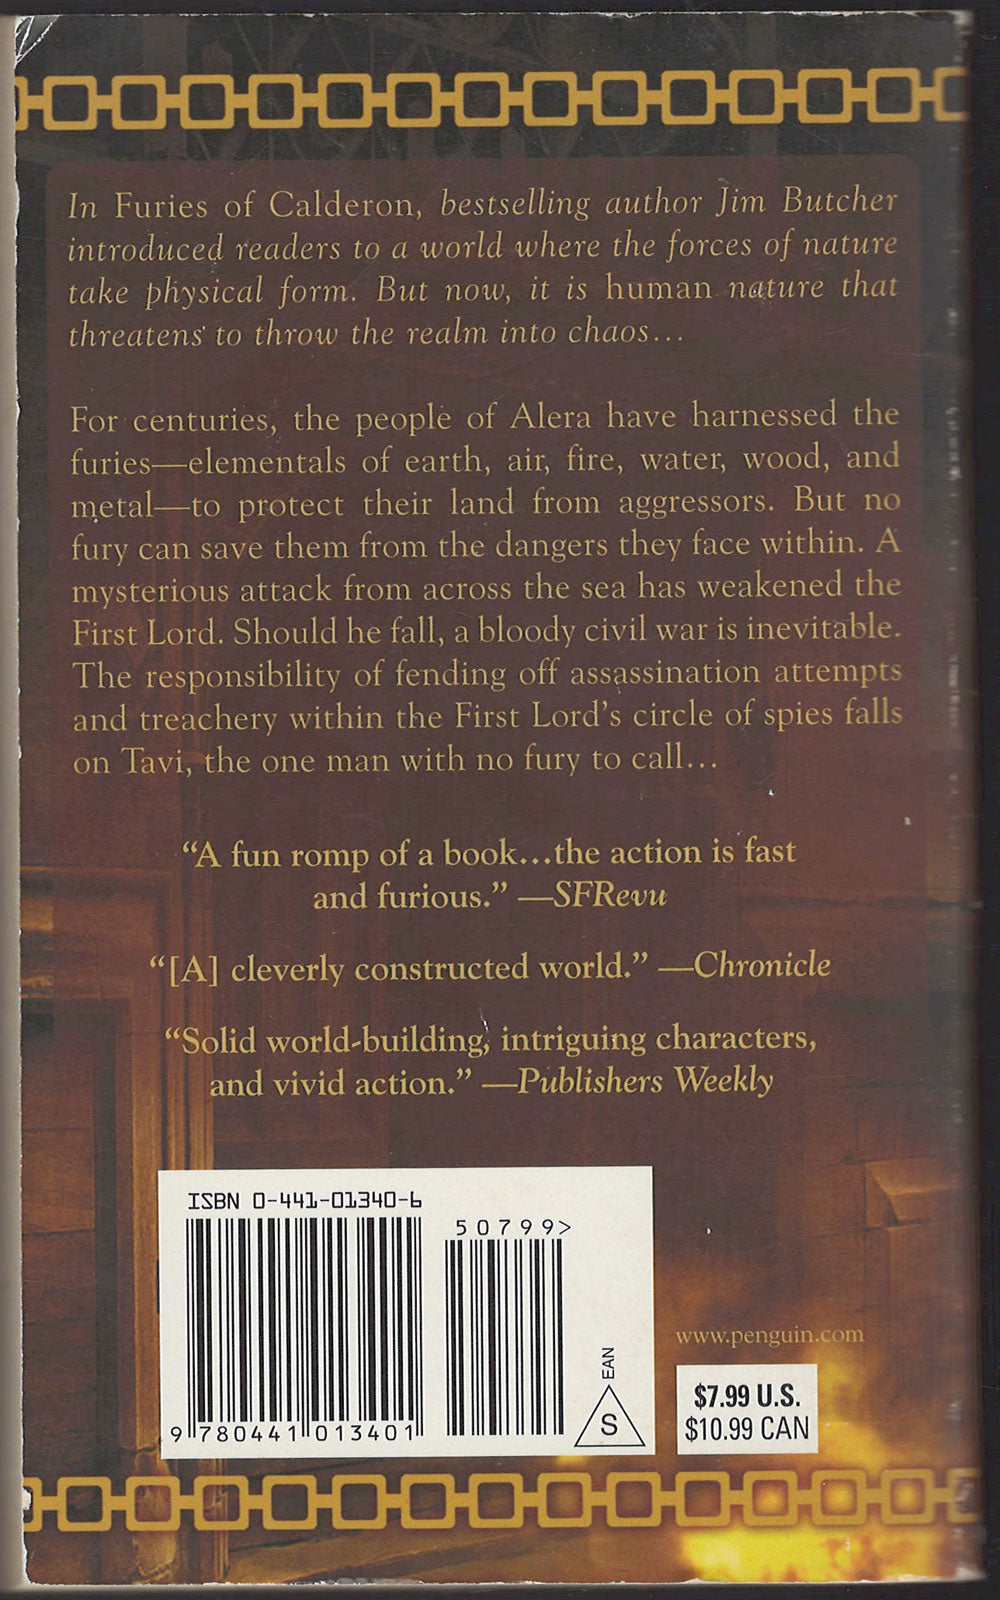 In Furies of Calderon, bestselling author Jim Butcher
introduced readers to a world where the forces of nature
take physical form. But now, it is human nature that
threatens to throw the realm into chaos...
For centuries, the people of Alera have harnessed the
furies—elementals of earth, air, fire, water, wood, and
metal—to protect their land from aggressors. But no
fury can save them from the dangers they face within. A
mysterious attack from across the sea has weakened the
First Lord. Should he fall, a bloody civil war is inevitable.
The responsibility of fending off assassination attempts
and treachery within the First Lord's circle of spies falls
on Tavi, the one man with no fury to call...
“A fun romp of a book...the action is fast
and furious.” —SFRevu
“[A] cleverly constructed world.” —Chronicle
“Solid world-building, intriguing characters,
and vivid action.” —Publishers Weekly
ISBN 0-441-01340-6
50799>
9 780441 013401
EAN
S
www.penguin.com
$7.99 U.S.
$10.99 CAN